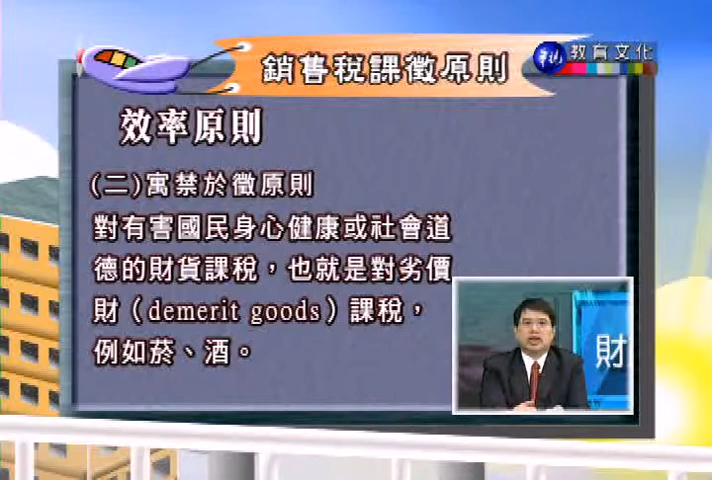 銷售稅課徵原則
教育文化
效率原則
(二)寓禁於徵原則
對有害國民身心健康或社會道
德的財貨課稅，也就是對劣價
財（demerit goods）課稅，
例如菸、酒。
財